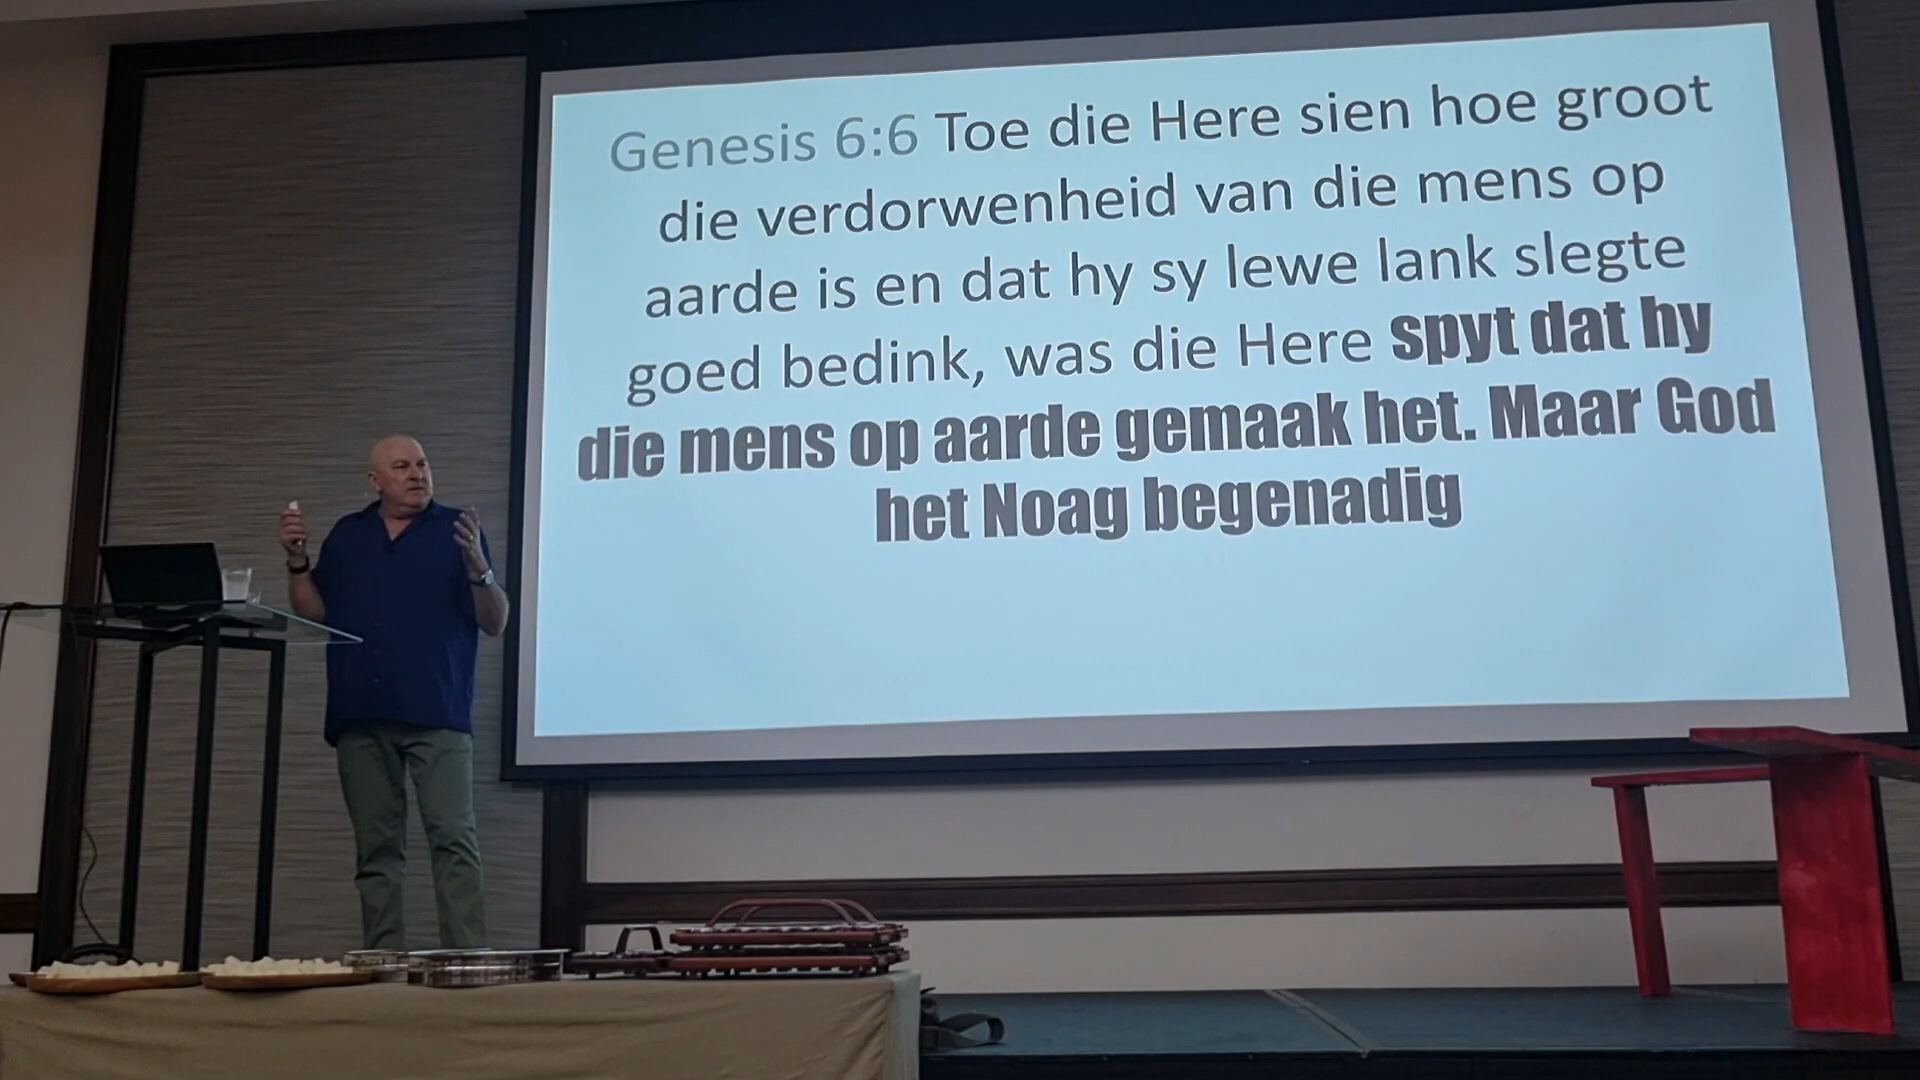 Genesis 6:6 Toe die Here sien hoe groot
die verdorwenheid van die mens op
aarde is en dat hy sy lewe lank slegte
goed bedink, was die Here spyt dat hy
die mens op aarde gemaak het. Maar God
het Noag begenadig